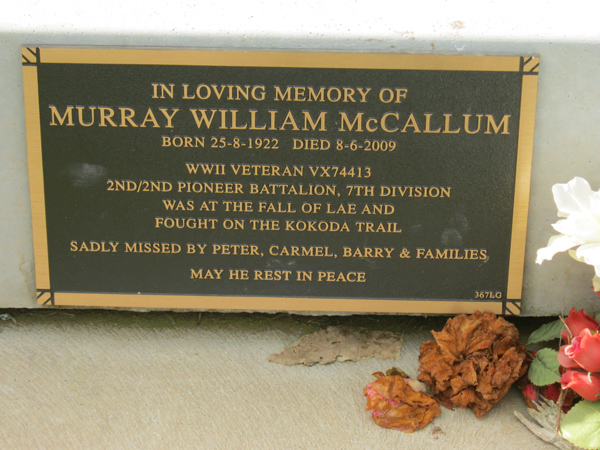 IN LOVING MEMORY OF
MURRAY WILLIAM McCALLUM
BORN 25-8-1922 DIED 8-6-2009
WWII VETERAN VX74413
2ND/2ND PIONEER BATTALION, 7TH DIVISION
WAS AT THE FALL OF LAE AND
FOUGHT ON THE KOKODA TRAIL
SADLY MISSED BY PETER, CARMEL, BARRY & FAMILIES
MAY HE REST IN PEACE
367LG